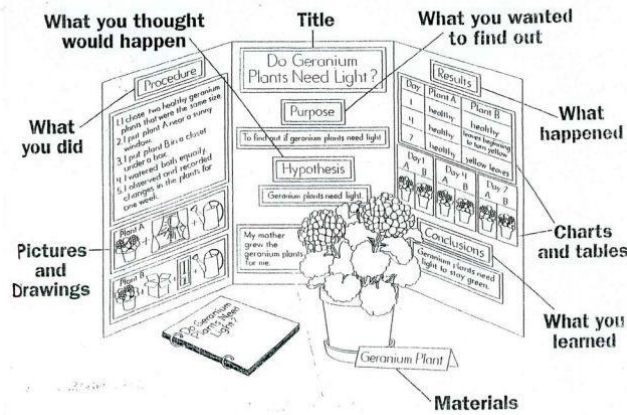 What you thought
would happen
Title
What you wanted
to find out
Procedure
1. I chose two healthy geranium
plants that were the same size
2. I put plant A near a sunny
window.
3. I put plant B in a closet
under a box.
4. I watered both equally
5. I observed and recorded
changes in the plants for
one week.
What you
did
Plant A
Plant B
Pictures
and
Drawings
Do Geranium
Plants Need Light?
Purpose
To find out if geranium plants need light
Hypothesis
Geranium plants need light.
My mother
grew the
geranium plants
for me.
Results
Day Plant A Plant B
1 healthy healthy
4 healthy leaves beginning
to turn yellow
7 healthy yellow leaves
Day 1 Day 4 Day 7
A B A B A B
What
happened
Charts
and tables
Conclusions
Geranium plants need
light to stay green.
What you
learned
Do Geranium
Plants Need
Light?
Geranium Plant
Materials